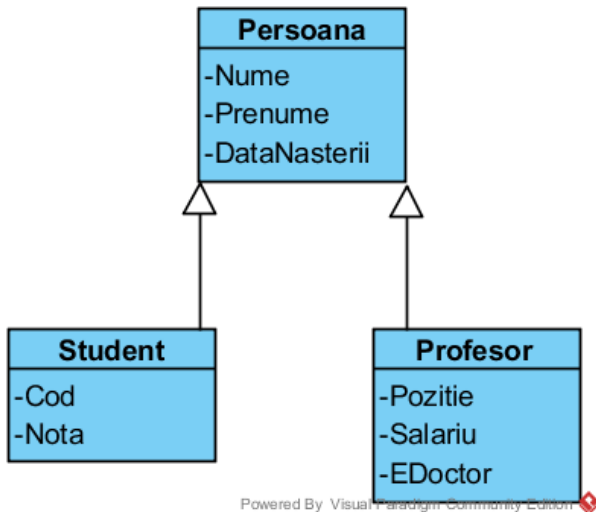 Persoana
-Nume
-Prenume
-DataNasterii
Student
-Cod
-Nota
Profesor
-Pozitie
-Salariu
-EDoctor
Powered By Visual Paradigm Community Edition